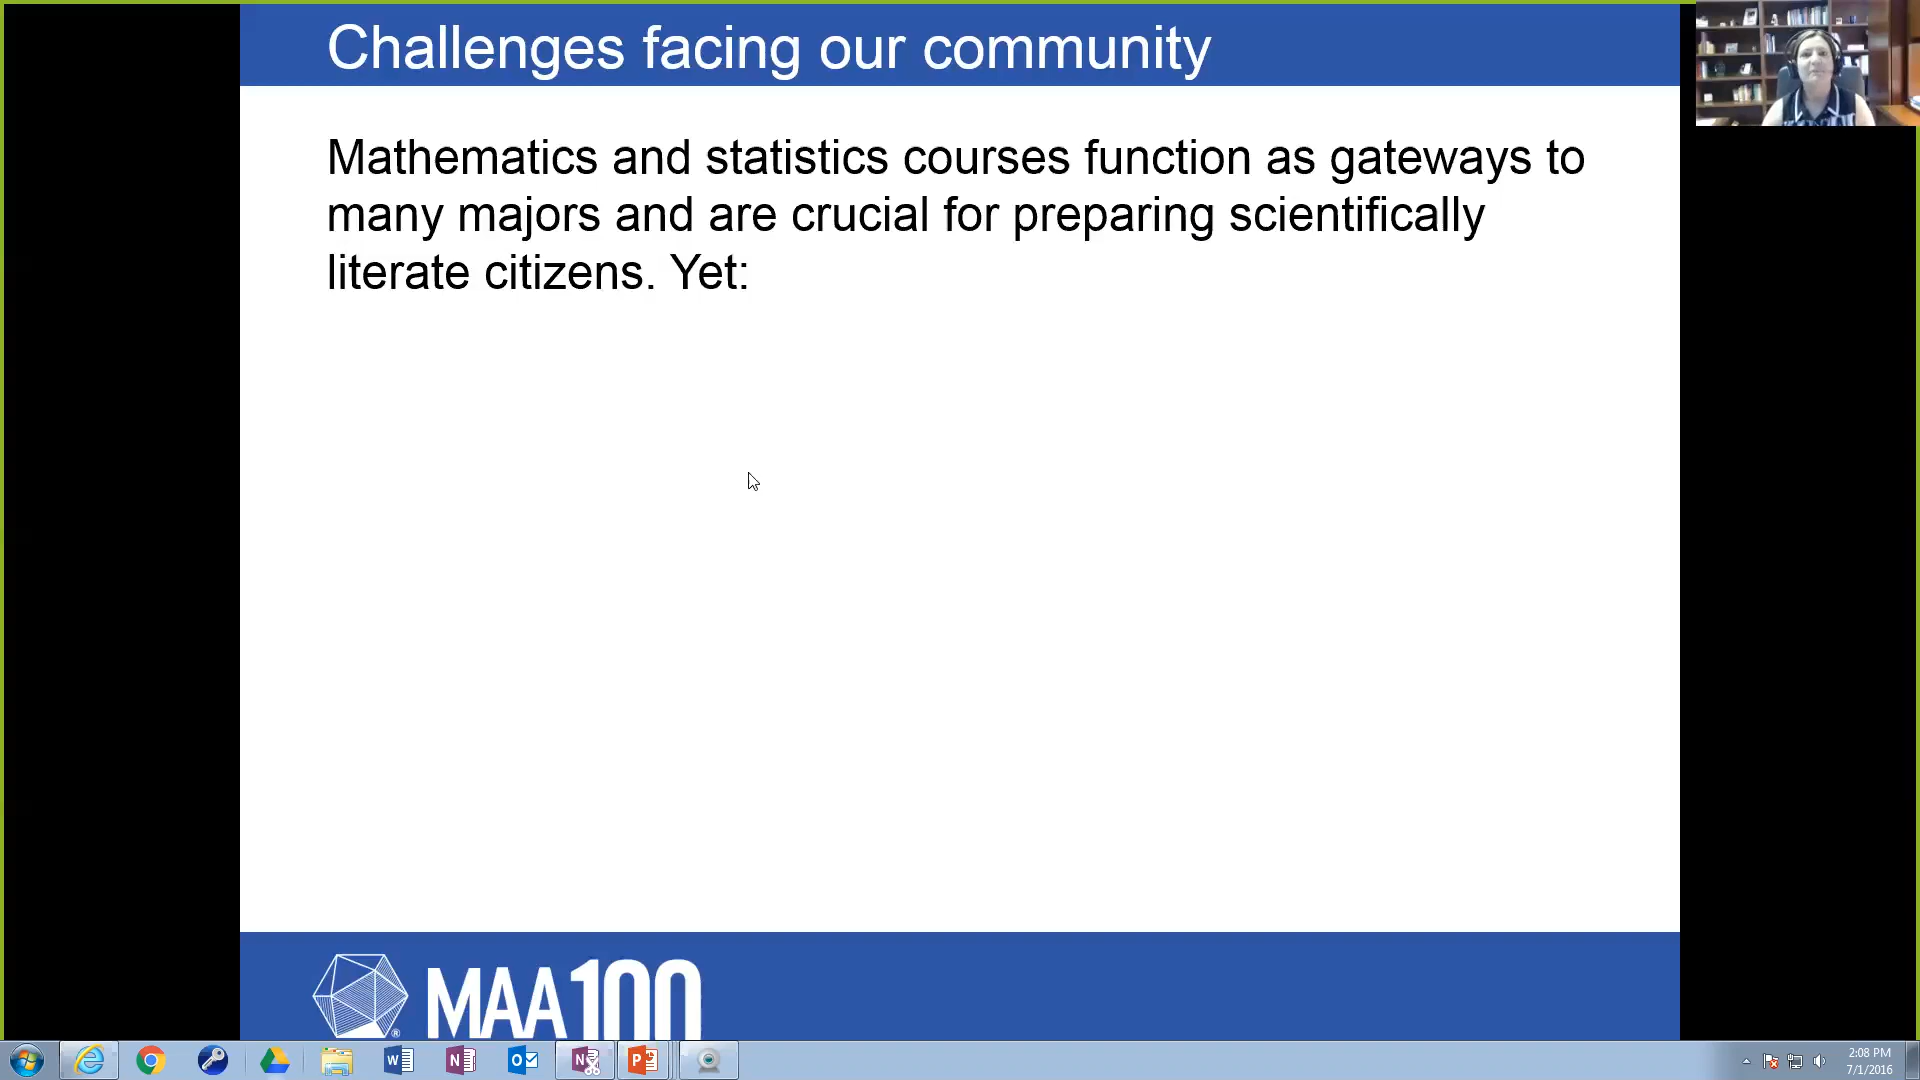 Challenges facing our community
Mathematics and statistics courses function as gateways to
many majors and are crucial for preparing scientifically
literate citizens. Yet:
MAA100
®
2:08 PM
7/1/2016